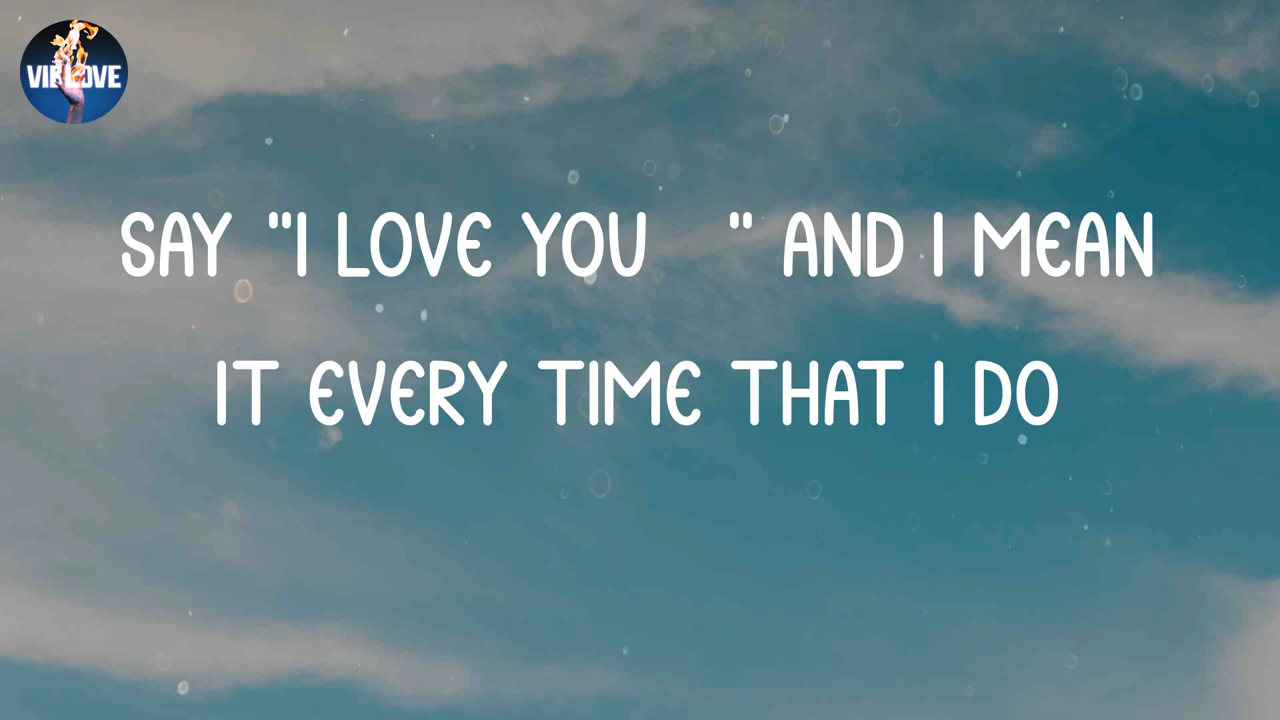 VIBLOVE
SAY "I LOVE YOU   " AND I MEAN
IT EVERY TIME THAT I DO